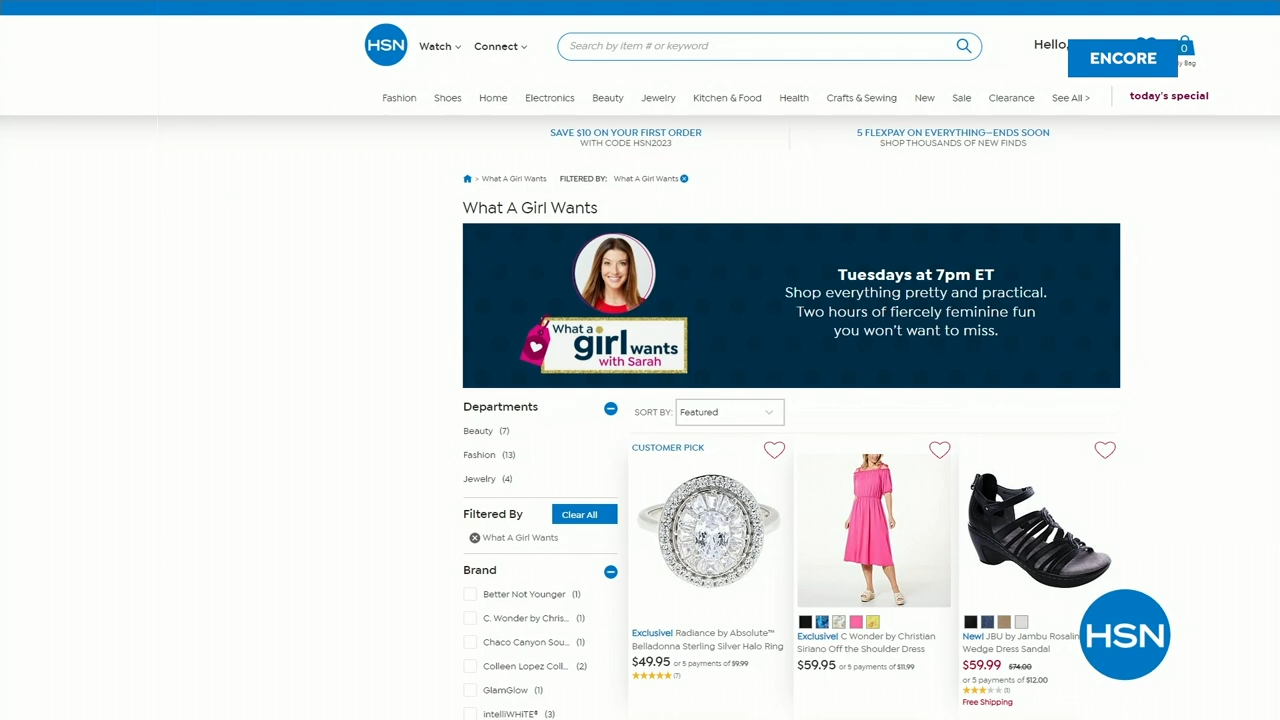 HSN
Watch
Connect
Search by item # or keyword
Hello,
ENCORE
0
Bag
Fashion
Shoes
Home
Electronics
Beauty
Jewelry
Kitchen & Food
Health
Crafts & Sewing
New
Sale
Clearance
See All >
today's special
SAVE $10 ON YOUR FIRST ORDER
WITH CODE HSN2023
5 FLEXPAY ON EVERYTHING—ENDS SOON
SHOP THOUSANDS OF NEW FINDS
> What A Girl Wants
FILTERED BY: What A Girl Wants
What A Girl Wants
What a
girl wants
with Sarah
Tuesdays at 7pm ET
Shop everything pretty and practical.
Two hours of fiercely feminine fun
you won't want to miss.
Departments
Beauty (7)
Fashion (13)
Jewelry (4)
Filtered By
Clear All
What A Girl Wants
Brand
Better Not Younger (1)
C. Wonder by Chris... (1)
Chaco Canyon Sou... (1)
Colleen Lopez Coll... (2)
GlamGlow (1)
intelliWHiTE® (3)
SORT BY: Featured
CUSTOMER PICK
Exclusive! Radiance by Absolute™
Belladonna Sterling Silver Halo Ring
$49.95 or 5 payments of $9.99
(7)
Exclusive! C Wonder by Christian
Siriano Off the Shoulder Dress
$59.95 or 5 payments of $11.99
New! JBU by Jambu Rosalin
Wedge Dress Sandal
$59.99 $74.00
or 5 payments of $12.00
Free Shipping
HSN